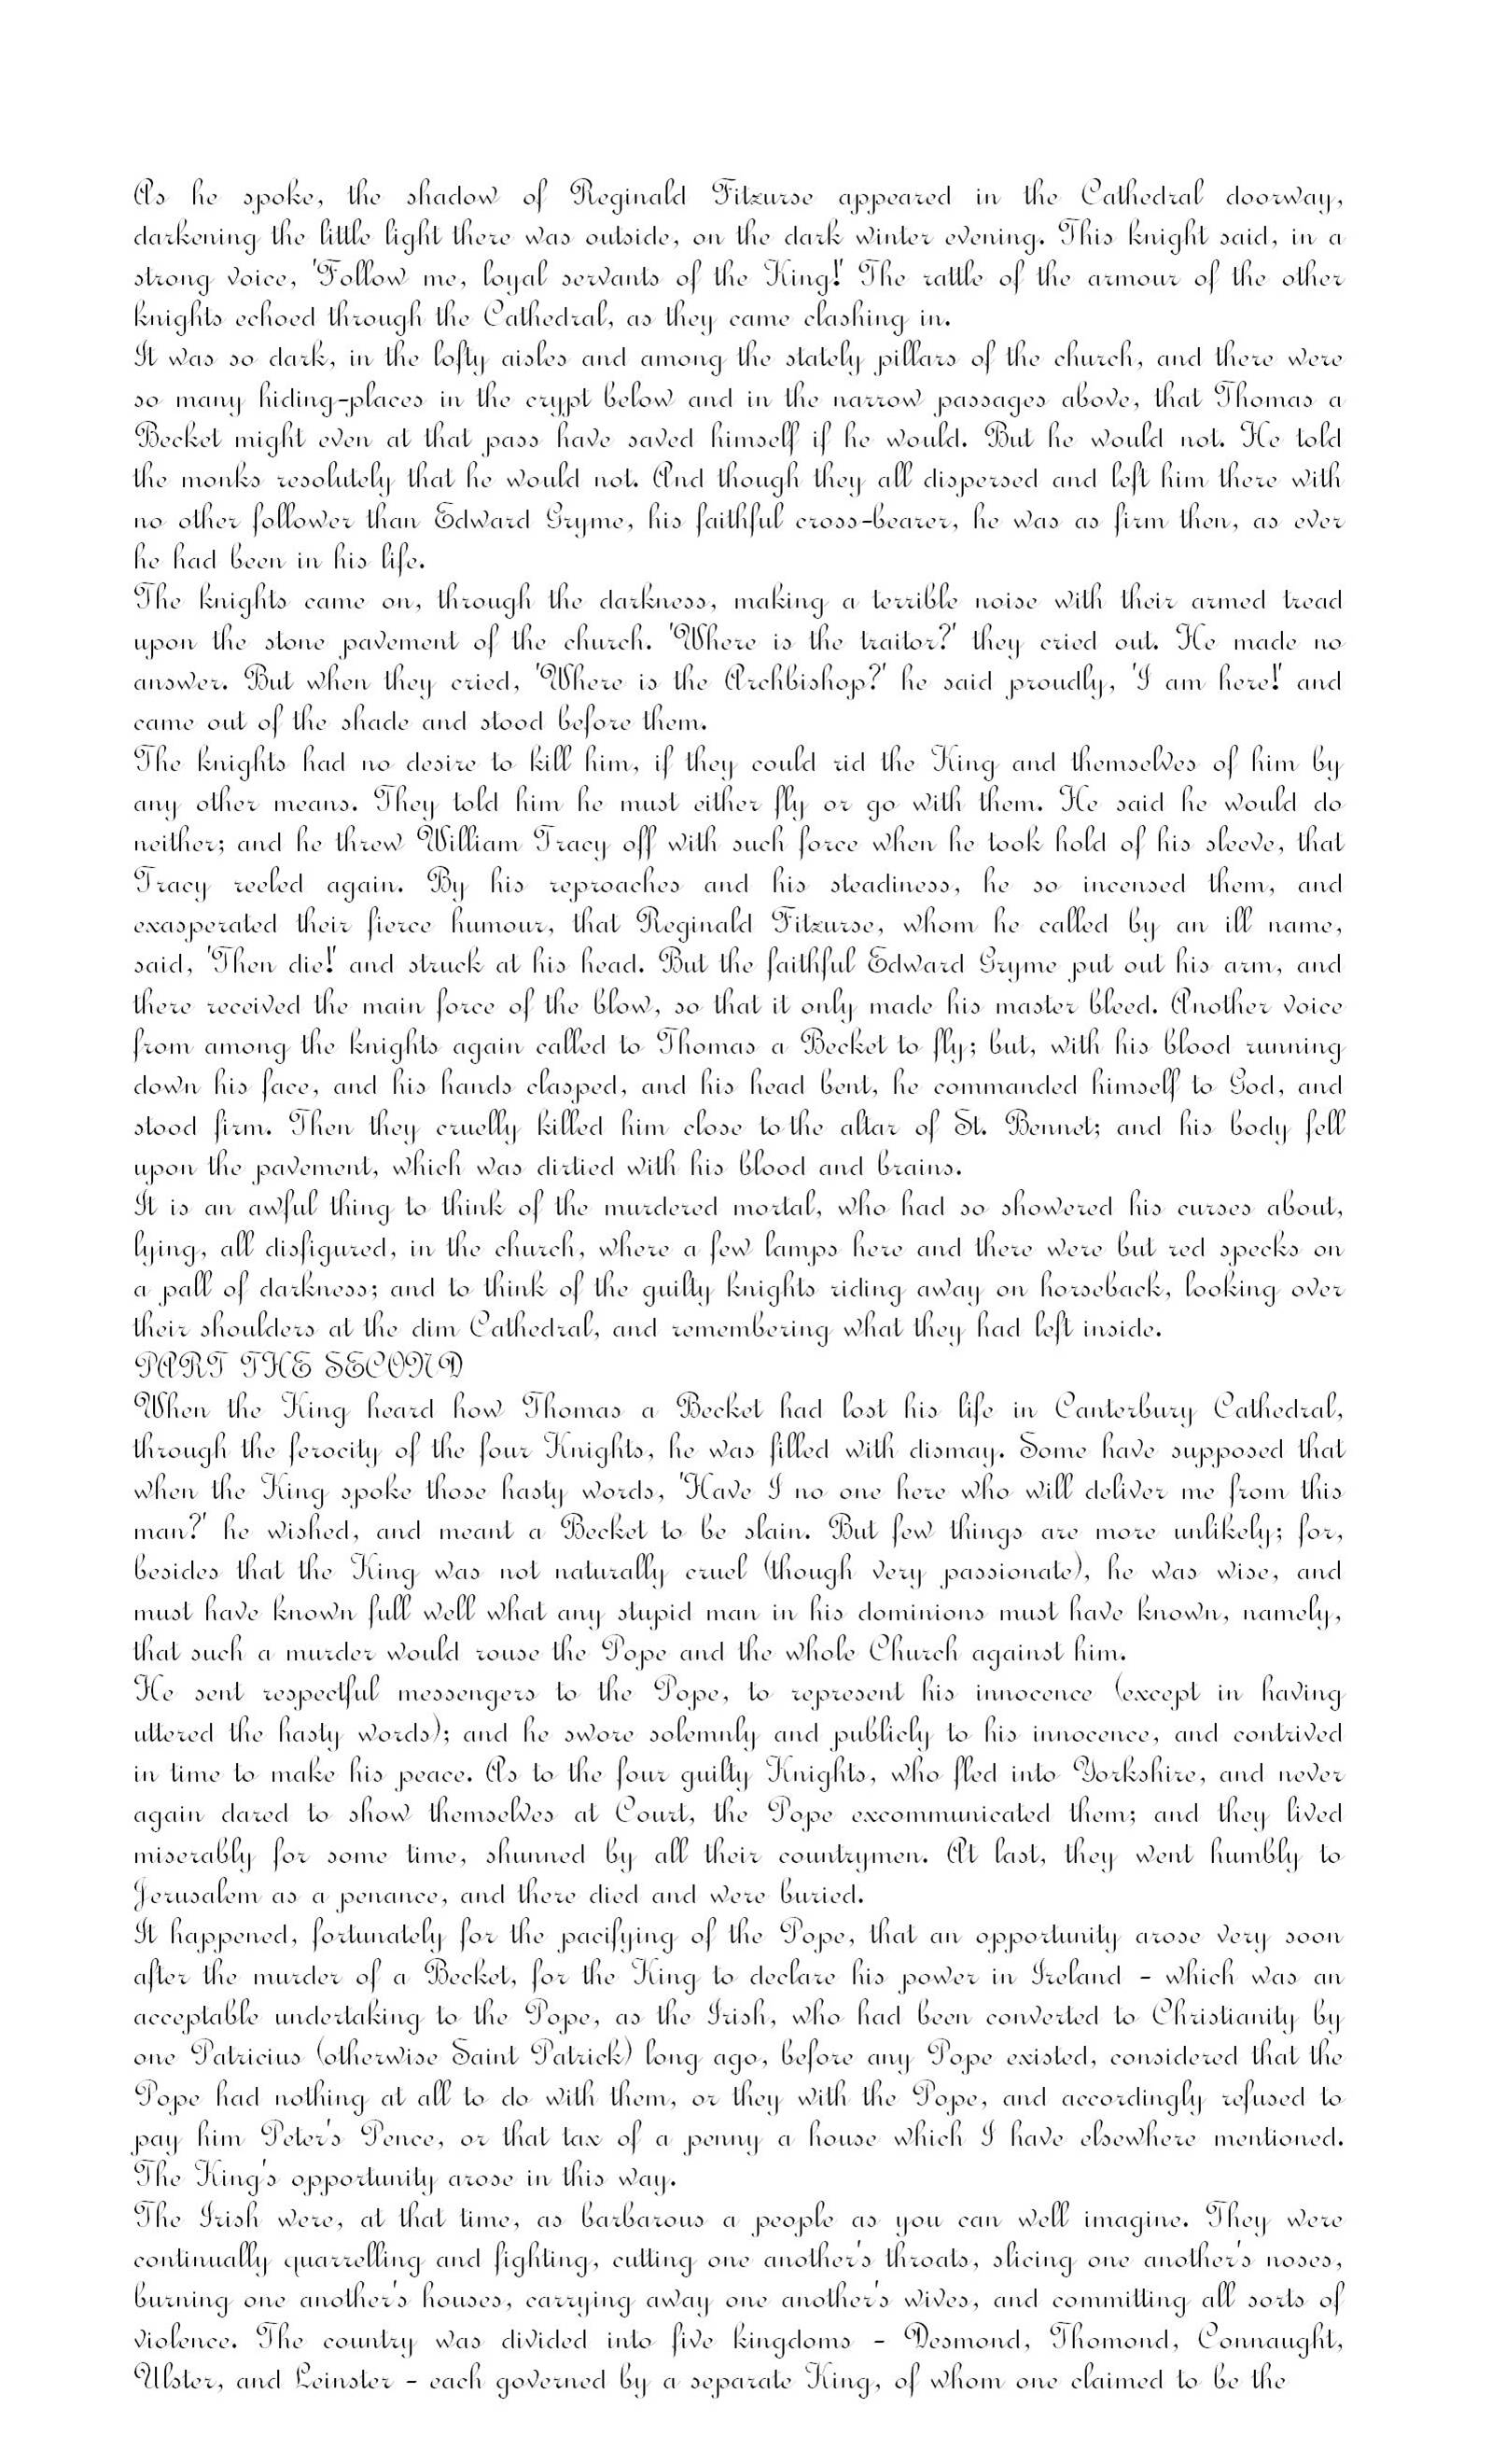 As he spoke, the shadow of Reginald Fitzurse appeared in the Cathedral doorway,
darkening the little light there was outside, on the dark winter evening. This knight said, in a
strong voice, 'Follow me, loyal servants of the King!' The rattle of the armour of the other
knights echoed through the Cathedral, as they came clashing in.
It was so dark, in the lofty aisles and among the stately pillars of the church, and there were
so many hiding-places in the crypt below and in the narrow passages above, that Thomas a
Becket might even at that pass have saved himself if he would. But he would not. He told
the monks resolutely that he would not. And though they all dispersed and left him there with
no other follower than Edward Gryme, his faithful cross-bearer, he was as firm then, as ever
he had been in his life.
The knights came on, through the darkness, making a terrible noise with their armed tread
upon the stone pavement of the church. 'Where is the traitor?' they cried out. He made no
answer. But when they cried, 'Where is the Archbishop?' he said proudly, 'I am here!' and
came out of the shade and stood before them.
The knights had no desire to kill him, if they could rid the King and themselves of him by
any other means. They told him he must either fly or go with them. He said he would do
neither; and he threw William Tracy off with such force when he took hold of his sleeve, that
Tracy reeled again. By his reproaches and his steadiness, he so incensed them, and
exasperated their fierce humour, that Reginald Fitzurse, whom he called by an ill name,
said, 'Then die!' and struck at his head. But the faithful Edward Gryme put out his arm, and
there received the main force of the blow, so that it only made his master bleed. Another voice
from among the knights again called to Thomas a Becket to fly; but, with his blood running
down his face, and his hands clasped, and his head bent, he commanded himself to God, and
stood firm. Then they cruelly killed him close to the altar of St. Bennet; and his body fell
upon the pavement, which was dirtied with his blood and brains.
It is an awful thing to think of the murdered mortal, who had so showered his curses about,
lying, all disfigured, in the church, where a few lamps here and there were but red specks on
a pall of darkness; and to think of the guilty knights riding away on horseback, looking over
their shoulders at the dim Cathedral, and remembering what they had left inside.
PART THE SECOND
When the King heard how Thomas a Becket had lost his life in Canterbury Cathedral,
through the ferocity of the four Knights, he was filled with dismay. Some have supposed that
when the King spoke those hasty words, 'Have I no one here who will deliver me from this
man?' he wished, and meant a Becket to be slain. But few things are more unlikely; for,
besides that the King was not naturally cruel (though very passionate), he was wise, and
must have known full well what any stupid man in his dominions must have known, namely,
that such a murder would rouse the Pope and the whole Church against him.
He sent respectful messengers to the Pope, to represent his innocence (except in having
uttered the hasty words); and he swore solemnly and publicly to his innocence, and contrived
in time to make his peace. As to the four guilty Knights, who fled into Yorkshire, and never
again dared to show themselves at Court, the Pope excommunicated them; and they lived
miserably for some time, shunned by all their countrymen. At last, they went humbly to
Jerusalem as a penance, and there died and were buried.
It happened, fortunately for the pacifying of the Pope, that an opportunity arose very soon
after the murder of a Becket, for the King to declare his power in Ireland - which was an
acceptable undertaking to the Pope, as the Irish, who had been converted to Christianity by
one Patricius (otherwise Saint Patrick) long ago, before any Pope existed, considered that the
Pope had nothing at all to do with them, or they with the Pope, and accordingly refused to
pay him Peter's Pence, or that tax of a penny a house which I have elsewhere mentioned.
The King's opportunity arose in this way.
The Irish were, at that time, as barbarous a people as you can well imagine. They were
continually quarrelling and fighting, cutting one another's throats, slicing one another's noses,
burning one another's houses, carrying away one another's wives, and committing all sorts of
violence. The country was divided into five kingdoms - Desmond, Thomond, Connaught,
Ulster, and Leinster - each governed by a separate King, of whom one claimed to be the